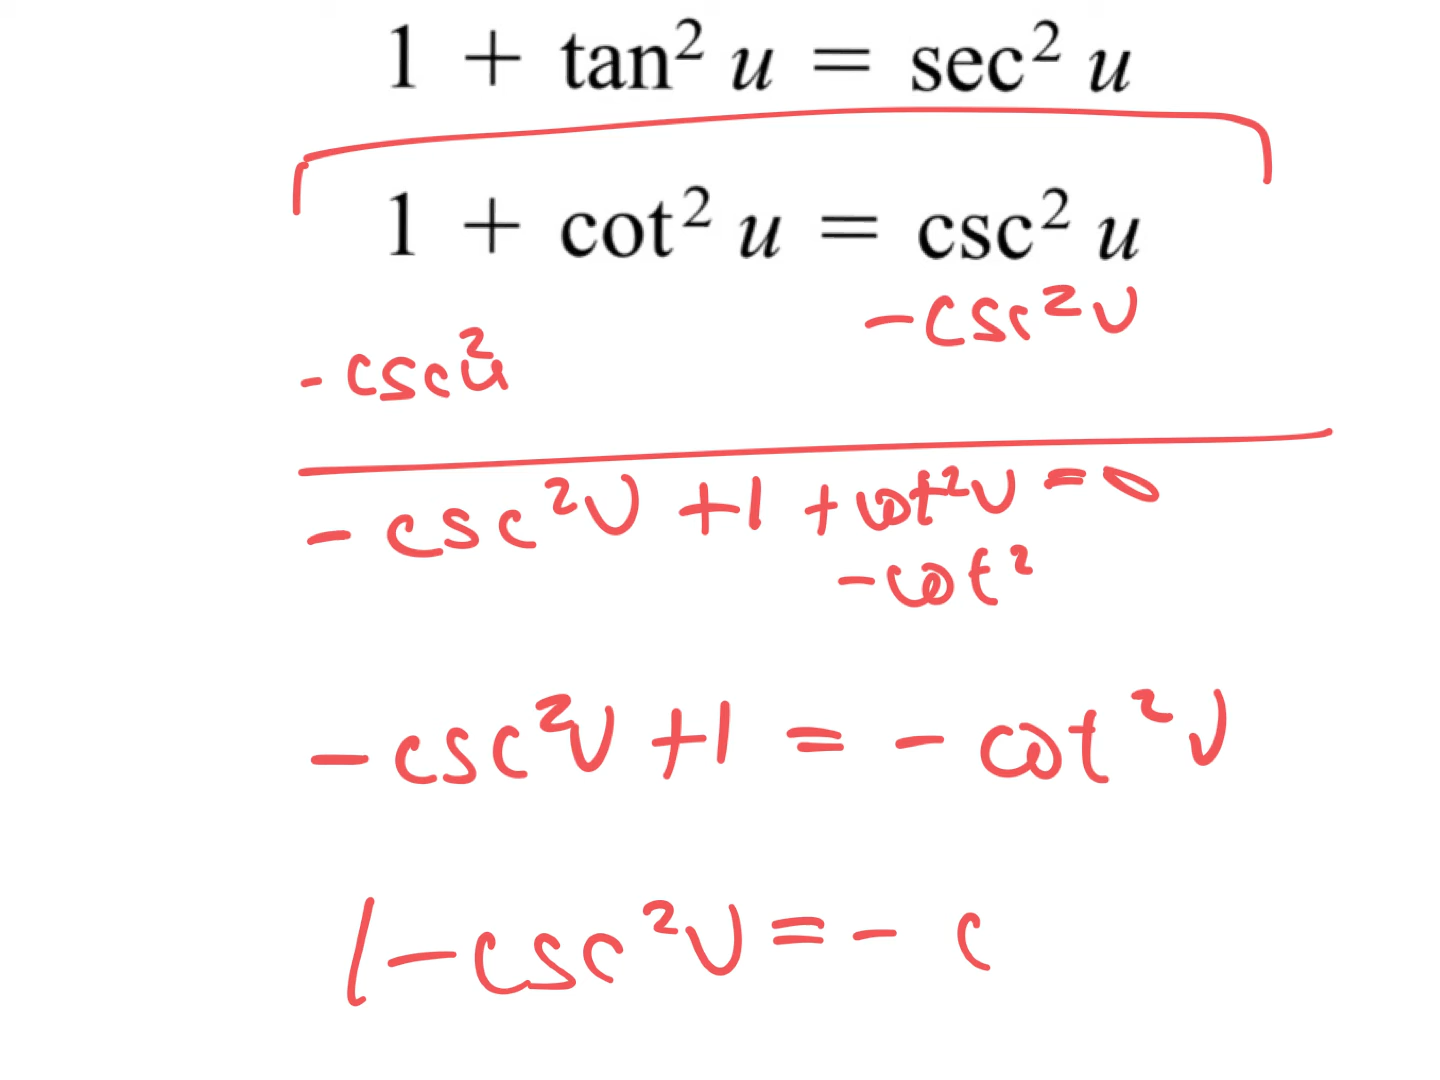 1 + tan² u = sec² u
1 + cot² u = csc² u
-csc²u
-csc²u
-csc²u +1 +cot²u =0
-cot²
-csc²u +1 = -cot²u
1-csc²u = - c